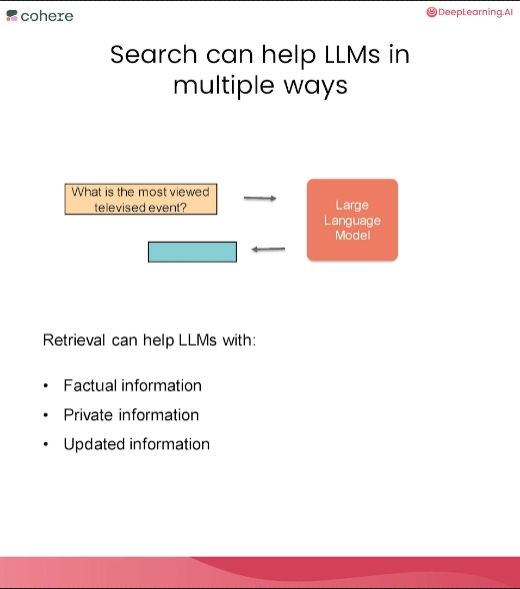 cohere
DeepLearning.AI
Search can help LLMs in
multiple ways
What is the most viewed
televised event?
Large
Language
Model
Retrieval can help LLMs with:
• Factual information
• Private information
• Updated information